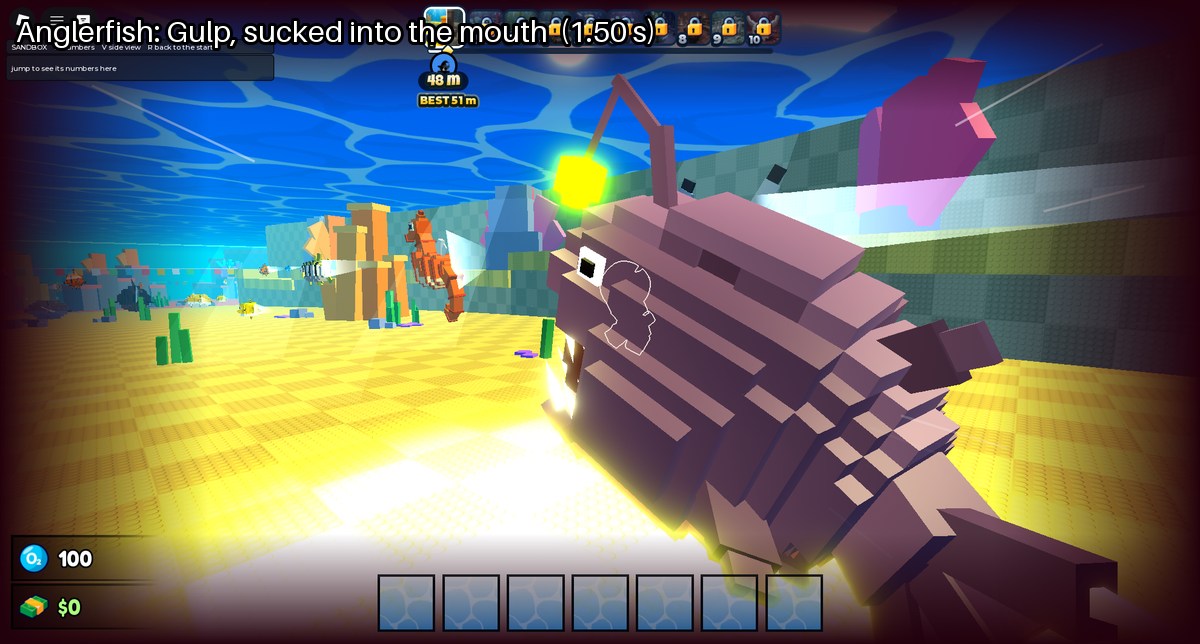 Anglerfish: Gulp, sucked into the mouth (1.50 s)
8 9 10
SANDBOX
V side view R back to the start
jump to see its numbers here
48 m
BEST 51 m
O₂ 100
$0